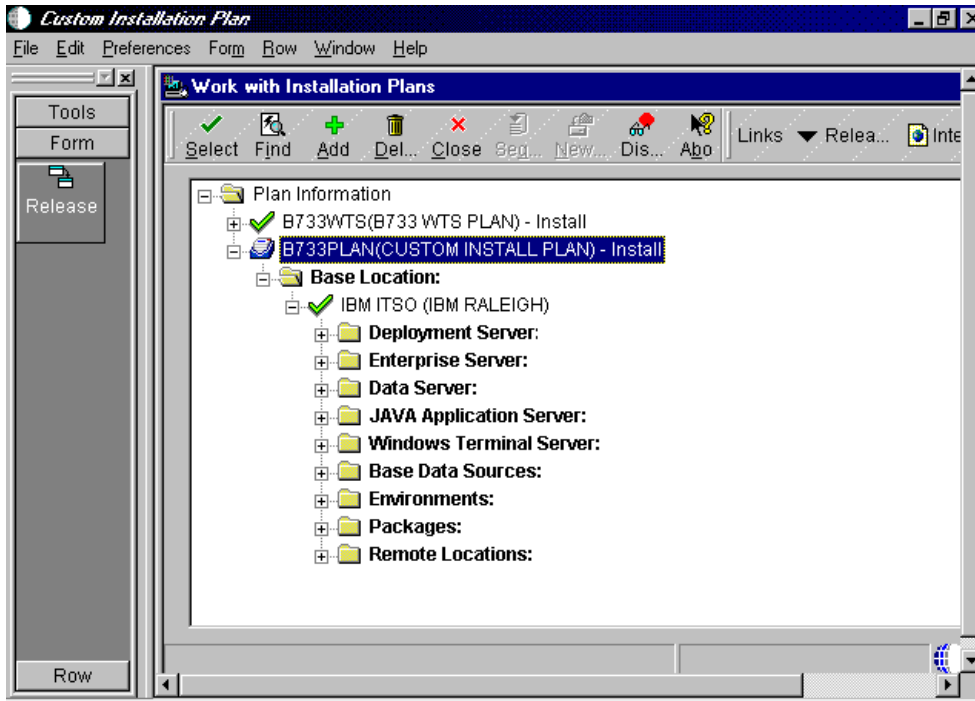 Custom Installation Plan
File Edit Preferences Form Row Window Help
Work with Installation Plans
Tools
Form
Release
Row
Select Find Add Del... Close Seq... New... Dis... Abo Links Relea... Inte
Plan Information
B733WTS(B733 WTS PLAN) - Install
B733PLAN(CUSTOM INSTALL PLAN) - Install
Base Location:
IBM ITSO (IBM RALEIGH)
Deployment Server:
Enterprise Server:
Data Server:
JAVA Application Server:
Windows Terminal Server:
Base Data Sources:
Environments:
Packages:
Remote Locations: